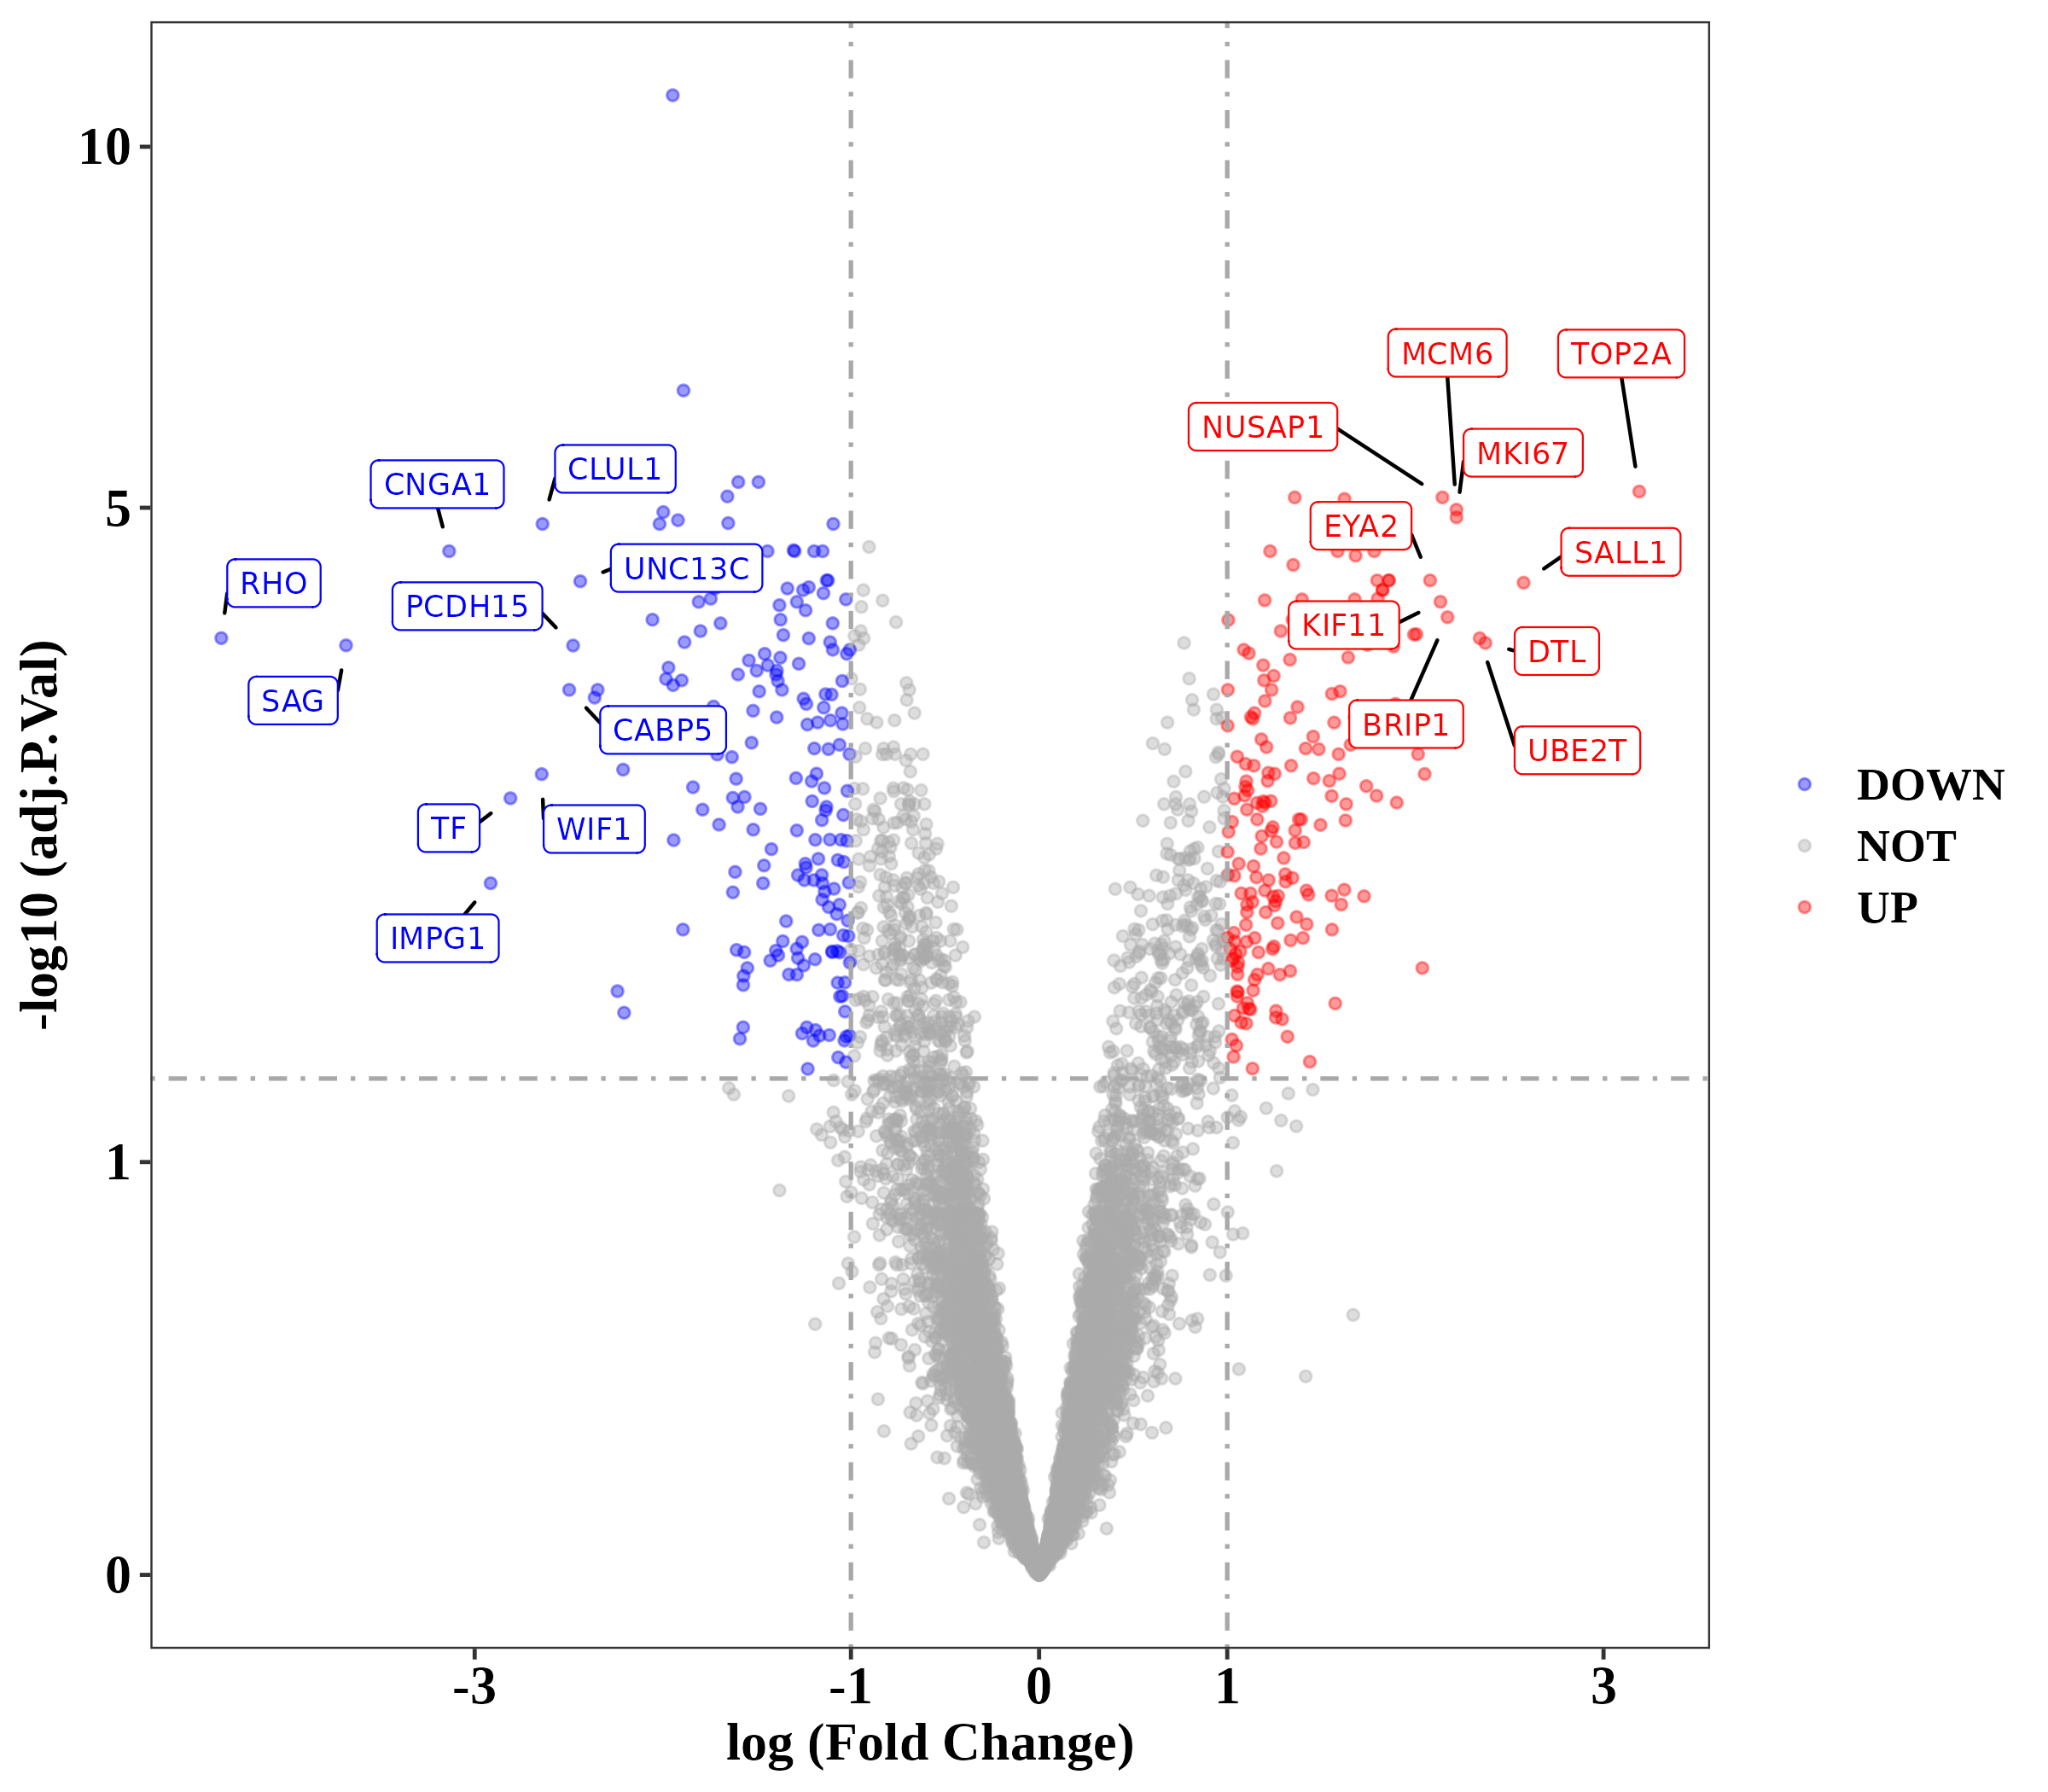 -log10 (adj.P.Val)
10
5
1
0
MCM6
TOP2A
NUSAP1
MKI67
CLUL1
CNGA1
EYA2
SALL1
UNC13C
RHO
PCDH15
KIF11
DTL
SAG
BRIP1
CABP5
UBE2T
TF
WIF1
IMPG1
DOWN
NOT
UP
-3
-1
0
1
3
log (Fold Change)